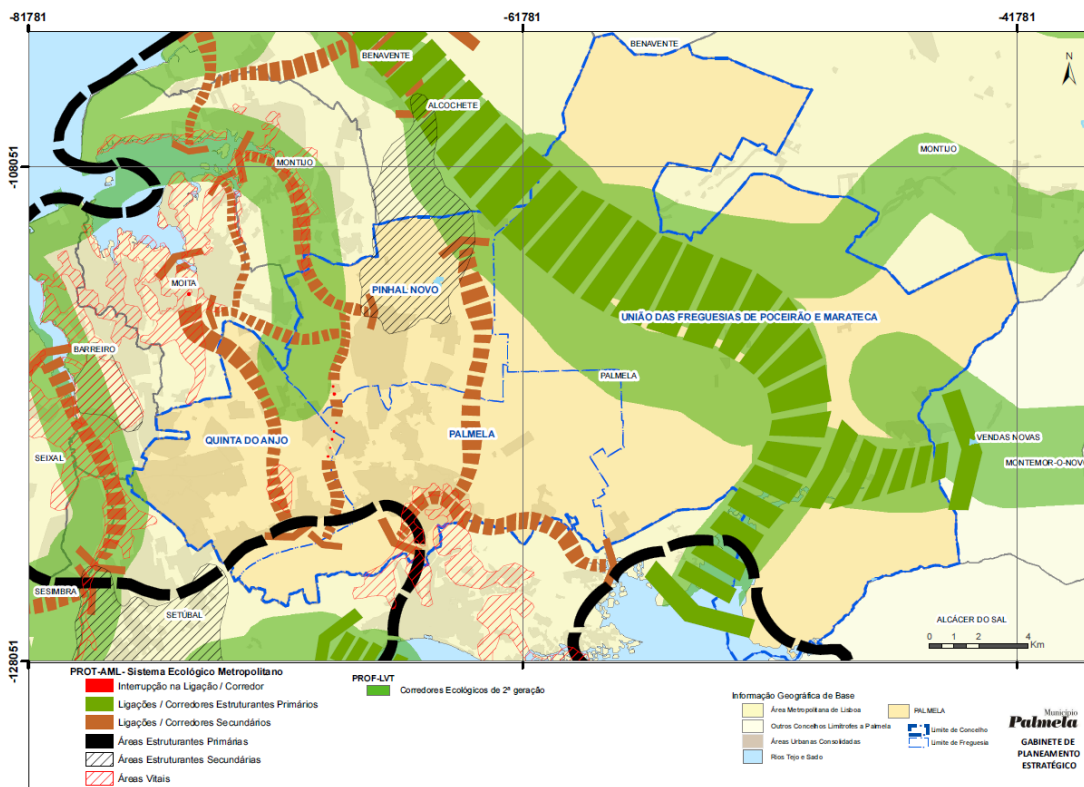 -81781
-61781
-41781
BENAVENTE
BENAVENTE
N
ALCOCHETE
-108051
MONTIJO
MONTIJO
MOITA
PINHAL NOVO
UNIÃO DAS FREGUESIAS DE POCEIRÃO E MARATECA
BARREIRO
PALMELA
QUINTA DO ANJO
PALMELA
VENDAS NOVAS
SEIXAL
MONTEMOR-O-NOVO
SESIMBRA
SETÚBAL
ALCÁCER DO SAL
0 1 2 4
Km
-128051
PROT-AML- Sistema Ecológico Metropolitano
Interrupção na Ligação / Corredor
Ligações / Corredores Estruturantes Primários
Ligações / Corredores Secundários
Áreas Estruturantes Primárias
Áreas Estruturantes Secundárias
Áreas Vitais
PROF-LVT
Corredores Ecológicos de 2ª geração
Informação Geográfica de Base
Área Metropolitana de Lisboa
Outros Concelhos Limítrofes a Palmela
Áreas Urbanas Consolidadas
Rios Tejo e Sado
PALMELA
Limite de Concelho
Limite de Freguesia
Município
Palmela
GABINETE DE
PLANEAMENTO
ESTRATÉGICO